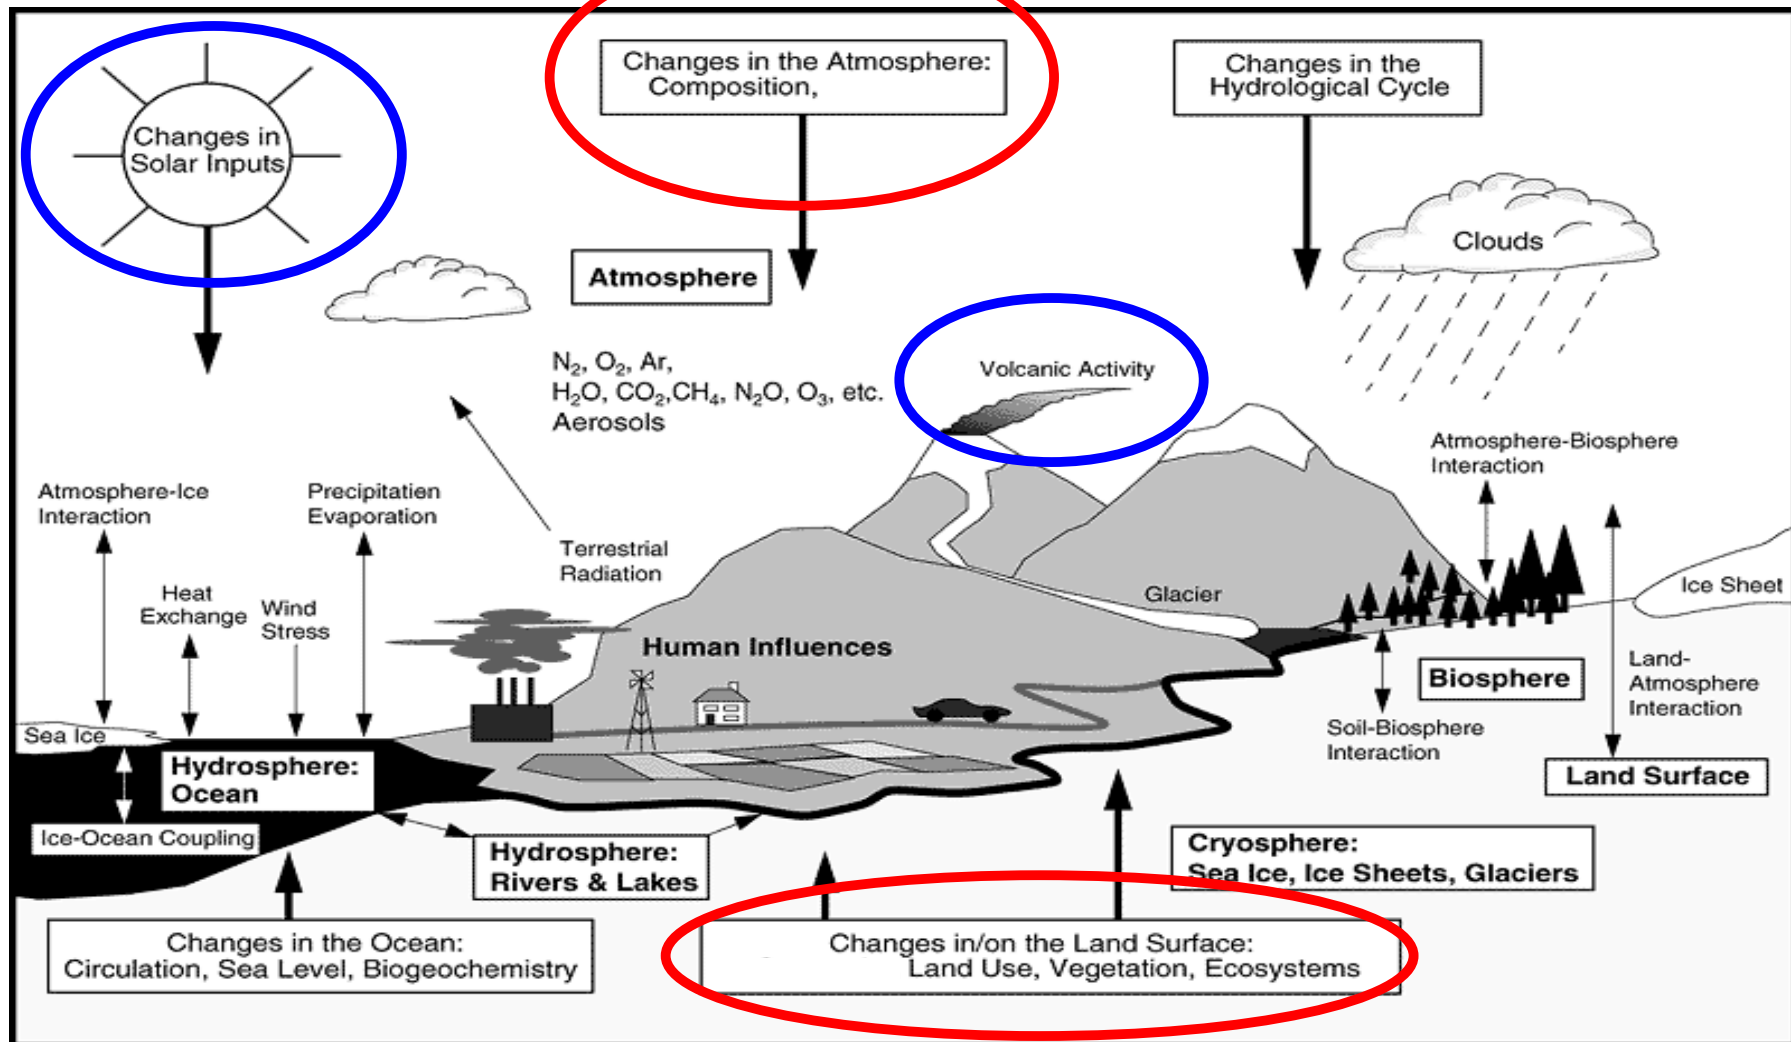 Changes in the Atmosphere:
Composition,
Changes in the
Hydrological Cycle
Changes in
Solar Inputs
Clouds
Atmosphere
N₂, O₂, Ar,
H₂O, CO₂,CH₄, N₂O, O₃, etc.
Aerosols
Volcanic Activity
Atmosphere-Biosphere
Interaction
Atmosphere-Ice
Interaction
Precipitation
Evaporation
Terrestrial
Radiation
Heat
Exchange
Wind
Stress
Glacier
Ice Sheet
Human Influences
Biosphere
Land-
Atmosphere
Interaction
Soil-Biosphere
Interaction
Sea Ice
Hydrosphere:
Ocean
Land Surface
Ice-Ocean Coupling
Hydrosphere:
Rivers & Lakes
Cryosphere:
Sea Ice, Ice Sheets, Glaciers
Changes in the Ocean:
Circulation, Sea Level, Biogeochemistry
Changes in/on the Land Surface:
Land Use, Vegetation, Ecosystems